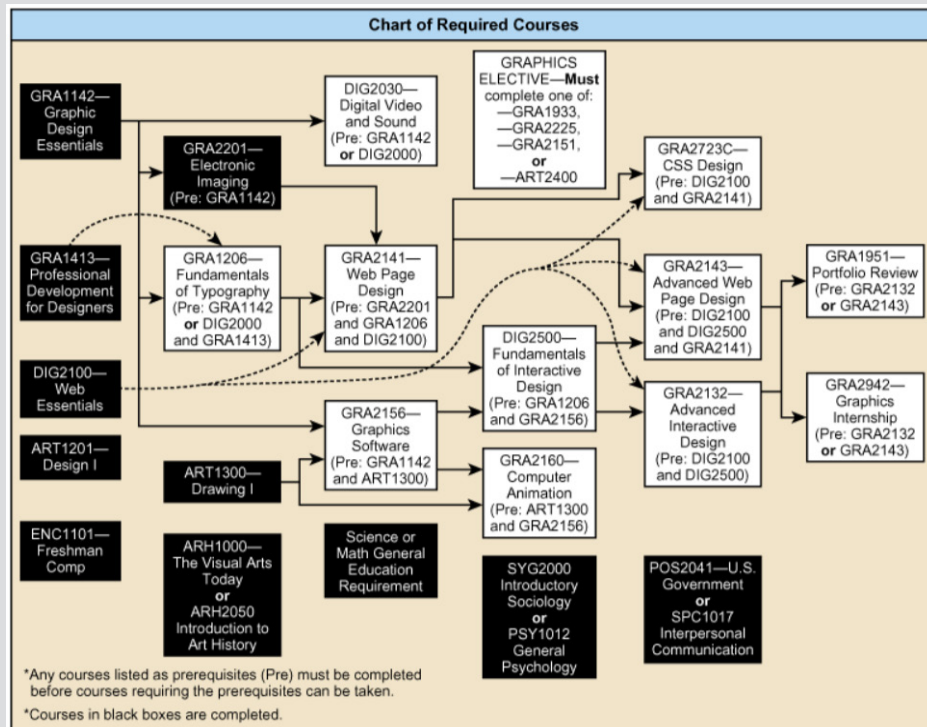 Chart of Required Courses
GRA1142—
Graphic
Design
Essentials
DIG2030—
Digital Video
and Sound
(Pre: GRA1142
or DIG2000)
GRAPHICS
ELECTIVE—Must
complete one of:
—GRA1933,
—GRA2225,
—GRA2151,
or
—ART2400
GRA2201—
Electronic
Imaging
(Pre: GRA1142)
GRA2723C—
CSS Design
(Pre: DIG2100
and GRA2141)
GRA1413—
Professional
Development
for Designers
GRA1206—
Fundamentals
of Typography
(Pre: GRA1142
or DIG2000
and GRA1413)
GRA2141—
Web Page
Design
(Pre: GRA2201
and GRA1206
and DIG2100)
GRA2143—
Advanced Web
Page Design
(Pre: DIG2100
and DIG2500
and GRA2141)
GRA1951—
Portfolio Review
(Pre: GRA2132
or GRA2143)
DIG2100—
Web
Essentials
DIG2500—
Fundamentals
of Interactive
Design
(Pre: GRA1206
and GRA2156)
GRA2132—
Advanced
Interactive
Design
(Pre: DIG2100
and DIG2500)
GRA2942—
Graphics
Internship
(Pre: GRA2132
or GRA2143)
ART1201—
Design I
ART1300—
Drawing I
GRA2156—
Graphics
Software
(Pre: GRA1142
and ART1300)
GRA2160—
Computer
Animation
(Pre: ART1300
and GRA2156)
ENC1101—
Freshman
Comp
ARH1000—
The Visual Arts
Today
or
ARH2050
Introduction to
Art History
Science or
Math General
Education
Requirement
SYG2000
Introductory
Sociology
or
PSY1012
General
Psychology
POS2041—U.S.
Government
or
SPC1017
Interpersonal
Communication
*Any courses listed as prerequisites (Pre) must be completed
before courses requiring the prerequisites can be taken.
*Courses in black boxes are completed.